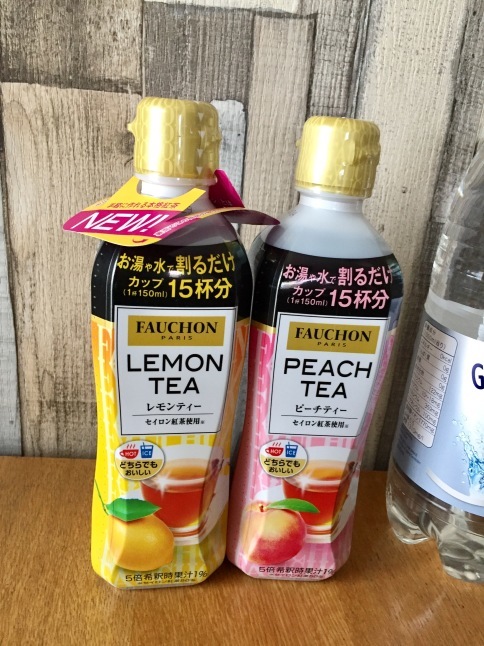 NEW!
お湯や水で割るだけ
カップ(1杯150ml)15杯分
FAUCHON
PARIS
LEMON
TEA
レモンティー
セイロン紅茶使用※
HOT
ICE
どちらでも
おいしい
5倍希釈時果汁1%
お湯や水で割るだけ
カップ(1杯150ml)15杯分
FAUCHON
PARIS
PEACH
TEA
ピーチティー
セイロン紅茶使用※
HOT
ICE
どちらでも
おいしい
5倍希釈時果汁1%
G